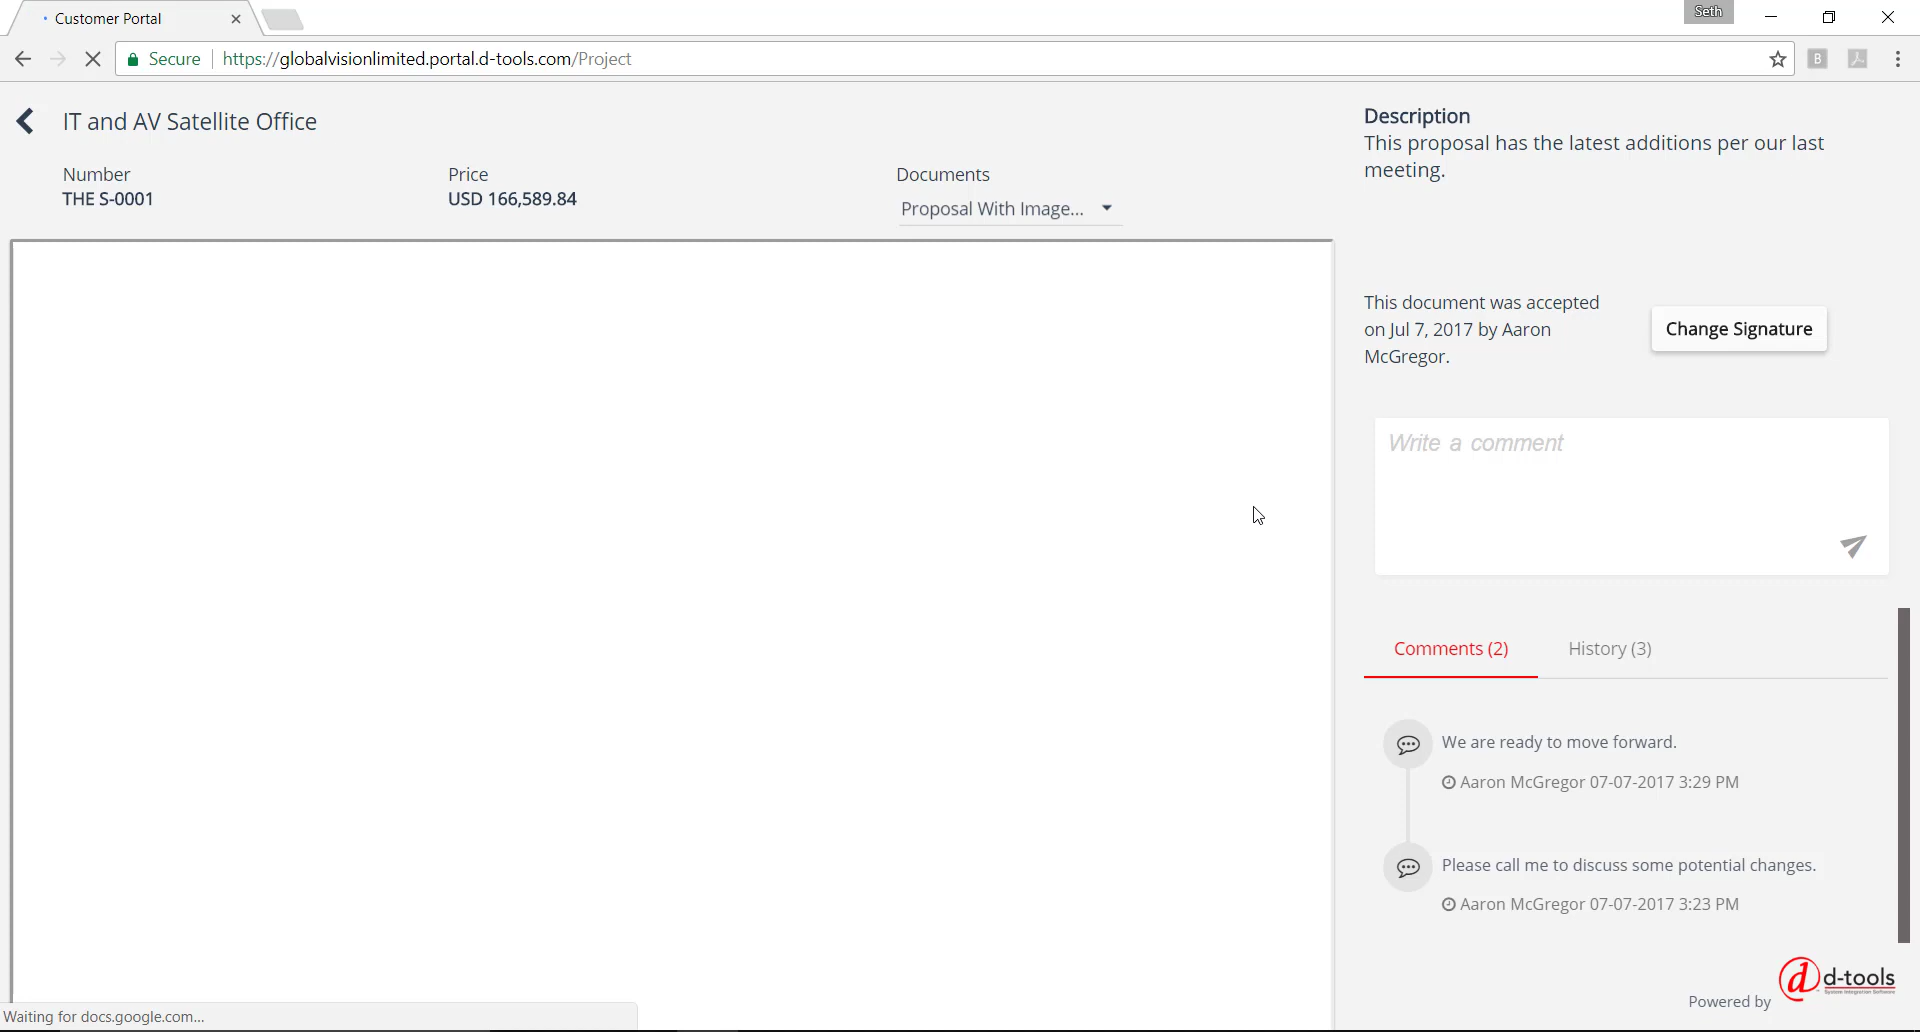 Customer Portal
Seth
Secure
https://globalvisionlimited.portal.d-tools.com/Project
B
IT and AV Satellite Office
Number
THE S-0001
Price
USD 166,589.84
Documents
Proposal With Image...
Description
This proposal has the latest additions per our last
meeting.
This document was accepted
on Jul 7, 2017 by Aaron
McGregor.
Change Signature
Write a comment
Comments (2)
History (3)
We are ready to move forward.
Aaron McGregor 07-07-2017 3:29 PM
Please call me to discuss some potential changes.
Aaron McGregor 07-07-2017 3:23 PM
Powered by
d d-tools
System Integration Software
Waiting for docs.google.com...